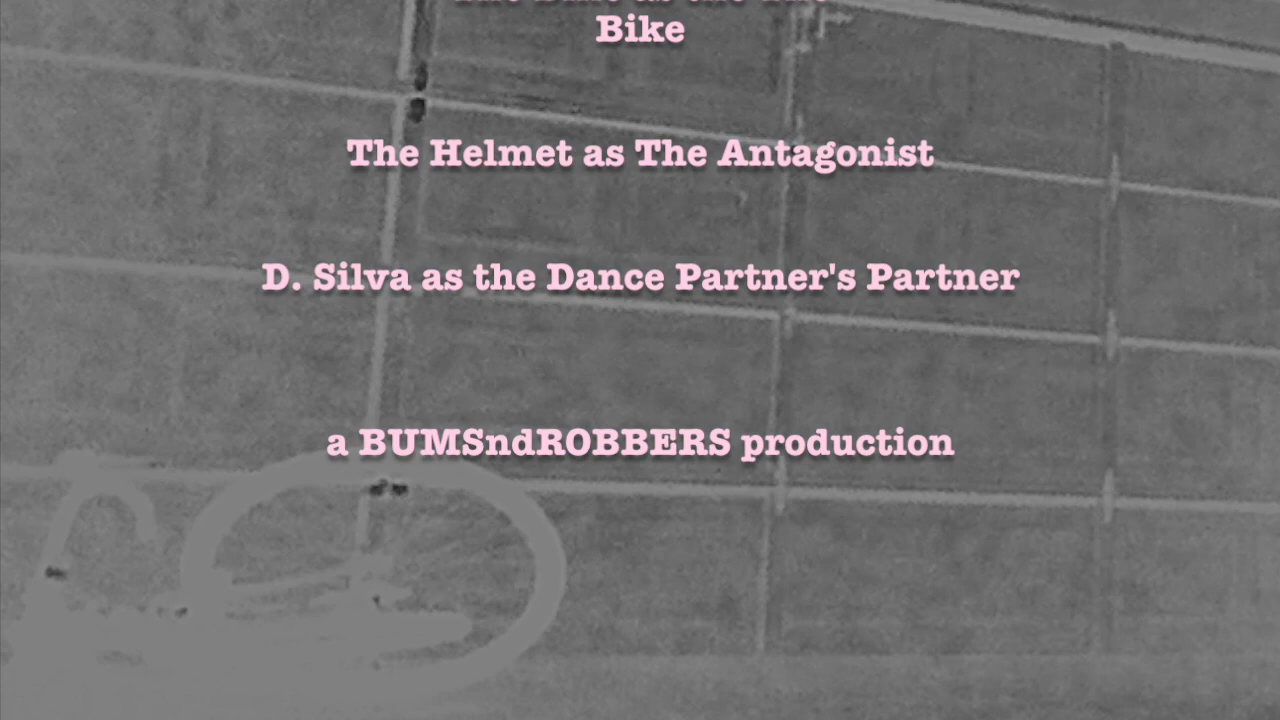 Bike
The Helmet as The Antagonist
D. Silva as the Dance Partner's Partner
a BUMSndROBBERS production